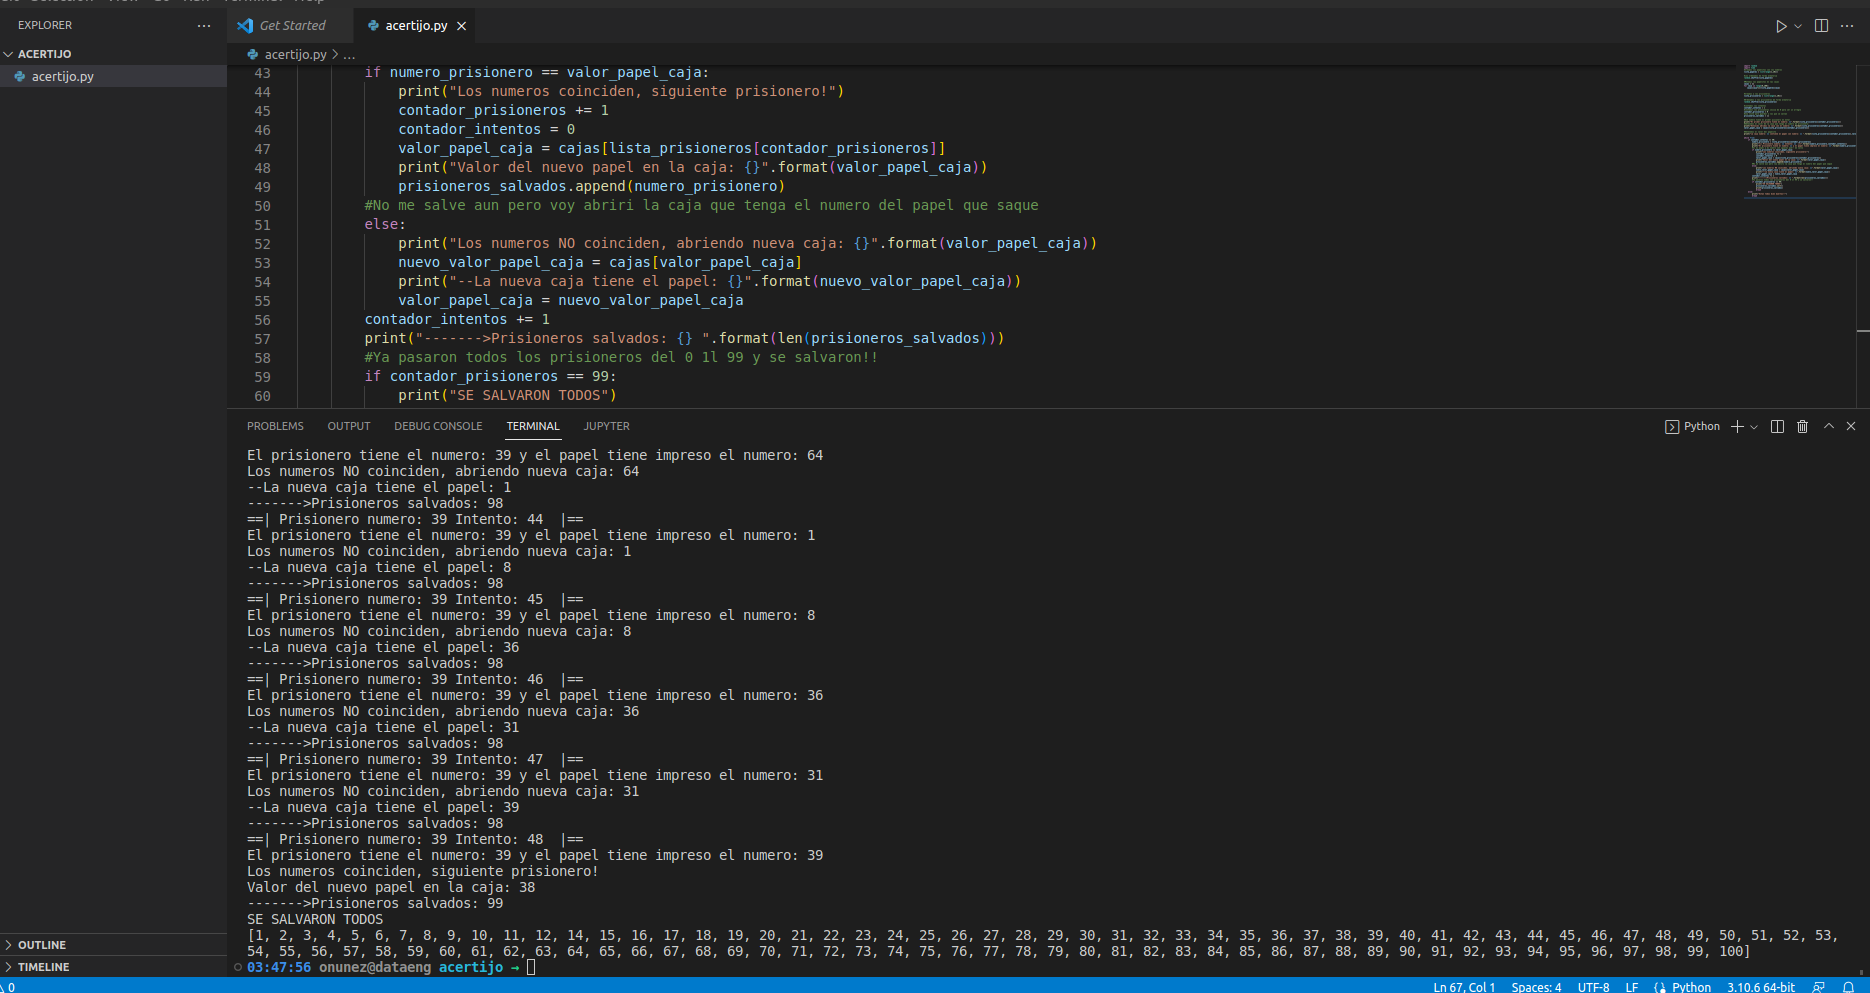 EXPLORER
Get Started
acertijo.py
ACERTIJO
acertijo.py
acertijo.py > ...
43 if numero_prisionero == valor_papel_caja:
44 print("Los numeros coinciden, siguiente prisionero!")
45 contador_prisioneros += 1
46 contador_intentos = 0
47 valor_papel_caja = cajas[lista_prisioneros[contador_prisioneros]]
48 print("Valor del nuevo papel en la caja: {}".format(valor_papel_caja))
49 prisioneros_salvados.append(numero_prisionero)
50 #No me salve aun pero voy abriri la caja que tenga el numero del papel que saque
51 else:
52 print("Los numeros NO coinciden, abriendo nueva caja: {}".format(valor_papel_caja))
53 nuevo_valor_papel_caja = cajas[valor_papel_caja]
54 print("--La nueva caja tiene el papel: {}".format(nuevo_valor_papel_caja))
55 valor_papel_caja = nuevo_valor_papel_caja
56 contador_intentos += 1
57 print("------->Prisioneros salvados: {} ".format(len(prisioneros_salvados)))
58 #Ya pasaron todos los prisioneros del 0 1l 99 y se salvaron!!
59 if contador_prisioneros == 99:
60 print("SE SALVARON TODOS")
PROBLEMS OUTPUT DEBUG CONSOLE TERMINAL JUPYTER Python
El prisionero tiene el numero: 39 y el papel tiene impreso el numero: 64
Los numeros NO coinciden, abriendo nueva caja: 64
--La nueva caja tiene el papel: 1
------->Prisioneros salvados: 98
==| Prisionero numero: 39 Intento: 44 |==
El prisionero tiene el numero: 39 y el papel tiene impreso el numero: 1
Los numeros NO coinciden, abriendo nueva caja: 1
--La nueva caja tiene el papel: 8
------->Prisioneros salvados: 98
==| Prisionero numero: 39 Intento: 45 |==
El prisionero tiene el numero: 39 y el papel tiene impreso el numero: 8
Los numeros NO coinciden, abriendo nueva caja: 8
--La nueva caja tiene el papel: 36
------->Prisioneros salvados: 98
==| Prisionero numero: 39 Intento: 46 |==
El prisionero tiene el numero: 39 y el papel tiene impreso el numero: 36
Los numeros NO coinciden, abriendo nueva caja: 36
--La nueva caja tiene el papel: 31
------->Prisioneros salvados: 98
==| Prisionero numero: 39 Intento: 47 |==
El prisionero tiene el numero: 39 y el papel tiene impreso el numero: 31
Los numeros NO coinciden, abriendo nueva caja: 31
--La nueva caja tiene el papel: 39
------->Prisioneros salvados: 98
==| Prisionero numero: 39 Intento: 48 |==
El prisionero tiene el numero: 39 y el papel tiene impreso el numero: 39
Los numeros coinciden, siguiente prisionero!
Valor del nuevo papel en la caja: 38
------->Prisioneros salvados: 99
SE SALVARON TODOS
[1, 2, 3, 4, 5, 6, 7, 8, 9, 10, 11, 12, 14, 15, 16, 17, 18, 19, 20, 21, 22, 23, 24, 25, 26, 27, 28, 29, 30, 31, 32, 33, 34, 35, 36, 37, 38, 39, 40, 41, 42, 43, 44, 45, 46, 47, 48, 49, 50, 51, 52, 53,
54, 55, 56, 57, 58, 59, 60, 61, 62, 63, 64, 65, 66, 67, 68, 69, 70, 71, 72, 73, 74, 75, 76, 77, 78, 79, 80, 81, 82, 83, 84, 85, 86, 87, 88, 89, 90, 91, 92, 93, 94, 95, 96, 97, 98, 99, 100]
03:47:56 onunez@dataeng acertijo →
OUTLINE
TIMELINE
0
Ln 67, Col 1 Spaces: 4 UTF-8 LF Python 3.10.6 64-bit